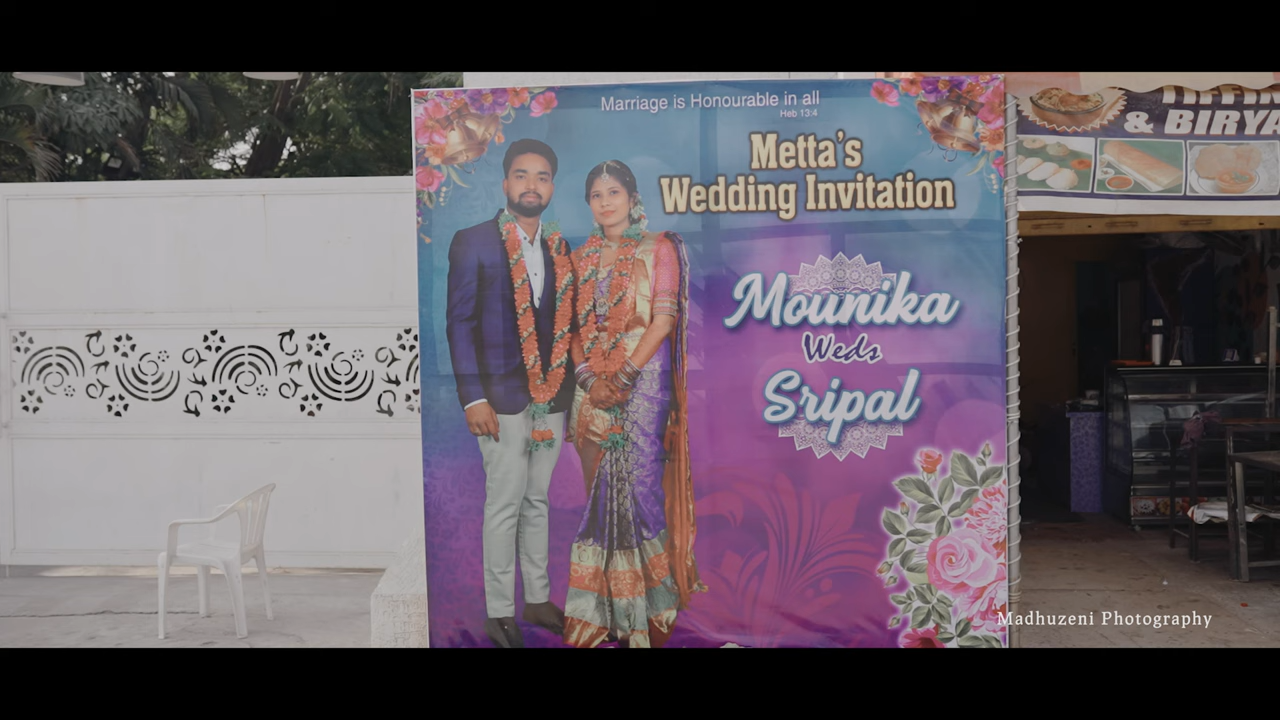 Marriage is Honourable in all
Heb 13:4
Metta's
Wedding Invitation
Mounika
Weds
Sripal
& BIRYA
Madhuzeni Photography